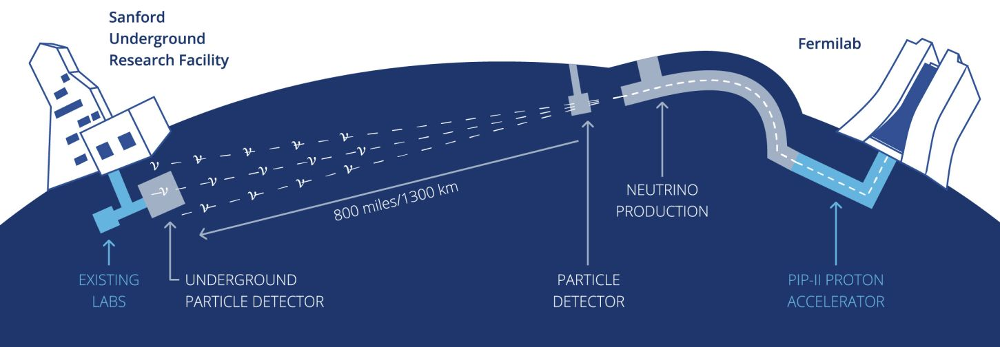 Sanford
Underground
Research Facility
Fermilab
ν ν ν ν ν
ν ν ν ν ν
ν ν ν ν
800 miles/1300 km
NEUTRINO
PRODUCTION
EXISTING
LABS
UNDERGROUND
PARTICLE DETECTOR
PARTICLE
DETECTOR
PIP-II PROTON
ACCELERATOR